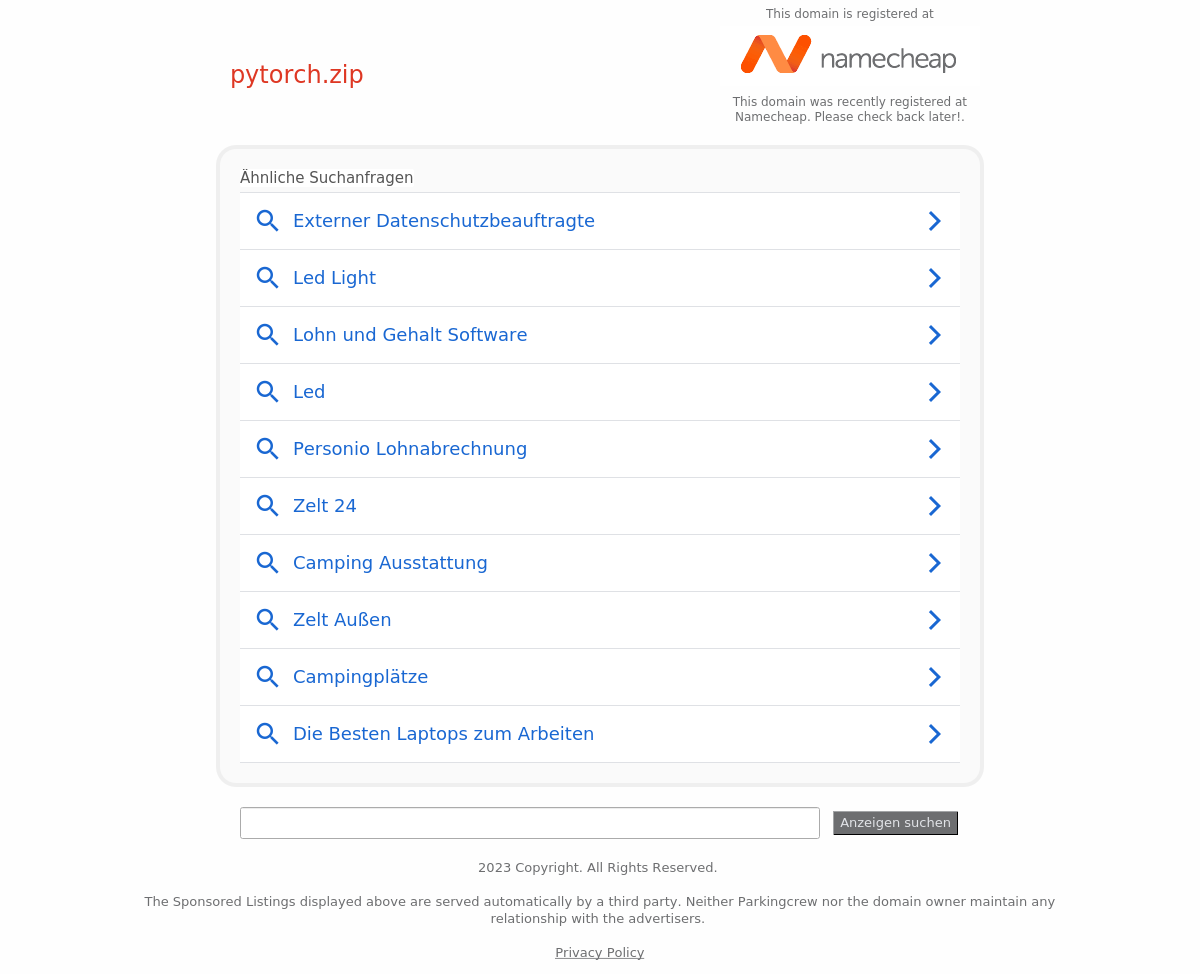 This domain is registered at
namecheap
pytorch.zip
This domain was recently registered at
Namecheap. Please check back later!.
Ähnliche Suchanfragen
Externer Datenschutzbeauftragte
Led Light
Lohn und Gehalt Software
Led
Personio Lohnabrechnung
Zelt 24
Camping Ausstattung
Zelt Außen
Campingplätze
Die Besten Laptops zum Arbeiten
Anzeigen suchen
2023 Copyright. All Rights Reserved.
The Sponsored Listings displayed above are served automatically by a third party. Neither Parkingcrew nor the domain owner maintain any
relationship with the advertisers.
Privacy Policy